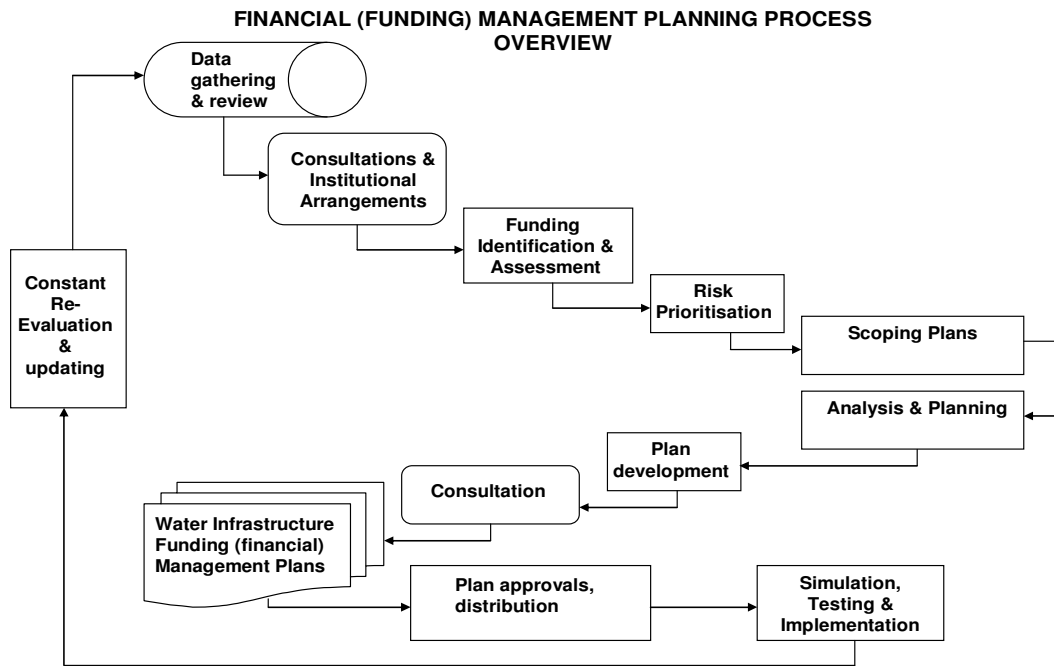 FINANCIAL (FUNDING) MANAGEMENT PLANNING PROCESS
OVERVIEW
Data
gathering
& review
Consultations &
Institutional
Arrangements
Funding
Identification &
Assessment
Risk
Prioritisation
Scoping Plans
Analysis & Planning
Plan
development
Consultation
Water Infrastructure
Funding (financial)
Management Plans
Plan approvals,
distribution
Simulation,
Testing &
Implementation
Constant
Re-
Evaluation
&
updating